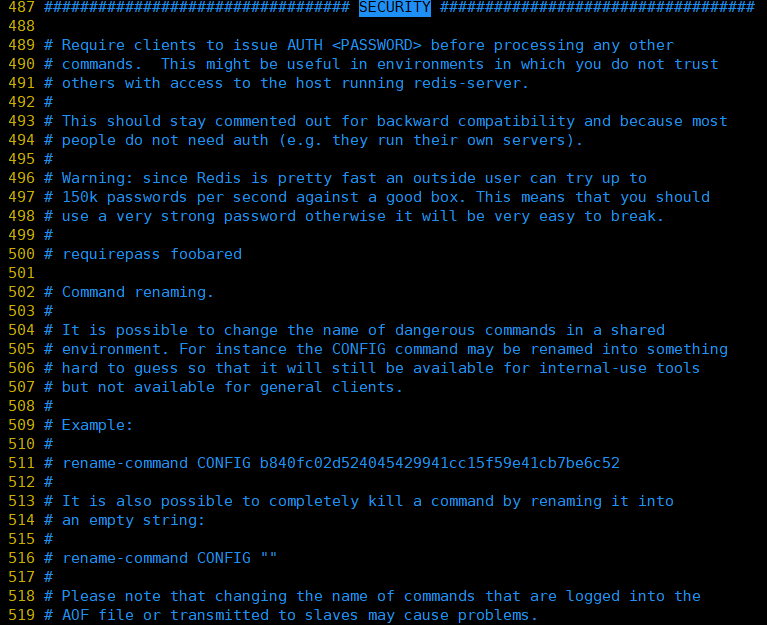 487 ################################## SECURITY ###################################
488
489 # Require clients to issue AUTH <PASSWORD> before processing any other
490 # commands.  This might be useful in environments in which you do not trust
491 # others with access to the host running redis-server.
492 #
493 # This should stay commented out for backward compatibility and because most
494 # people do not need auth (e.g. they run their own servers).
495 #
496 # Warning: since Redis is pretty fast an outside user can try up to
497 # 150k passwords per second against a good box. This means that you should
498 # use a very strong password otherwise it will be very easy to break.
499 #
500 # requirepass foobared
501
502 # Command renaming.
503 #
504 # It is possible to change the name of dangerous commands in a shared
505 # environment. For instance the CONFIG command may be renamed into something
506 # hard to guess so that it will still be available for internal-use tools
507 # but not available for general clients.
508 #
509 # Example:
510 #
511 # rename-command CONFIG b840fc02d524045429941cc15f59e41cb7be6c52
512 #
513 # It is also possible to completely kill a command by renaming it into
514 # an empty string:
515 #
516 # rename-command CONFIG ""
517 #
518 # Please note that changing the name of commands that are logged into the
519 # AOF file or transmitted to slaves may cause problems.